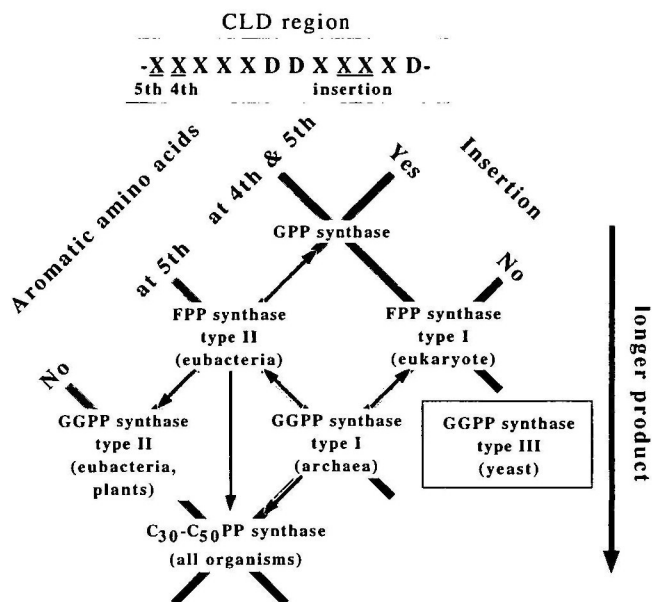 CLD region
-XXXXXDDXXXXD-
5th 4th insertion
Aromatic amino acids
at 5th
at 4th & 5th
Yes
Insertion
No
GPP synthase
FPP synthase
type II
(eubacteria)
FPP synthase
type I
(eukaryote)
No
GGPP synthase
type II
(eubacteria,
plants)
GGPP synthase
type I
(archaea)
GGPP synthase
type III
(yeast)
C30-C50PP synthase
(all organisms)
longer product